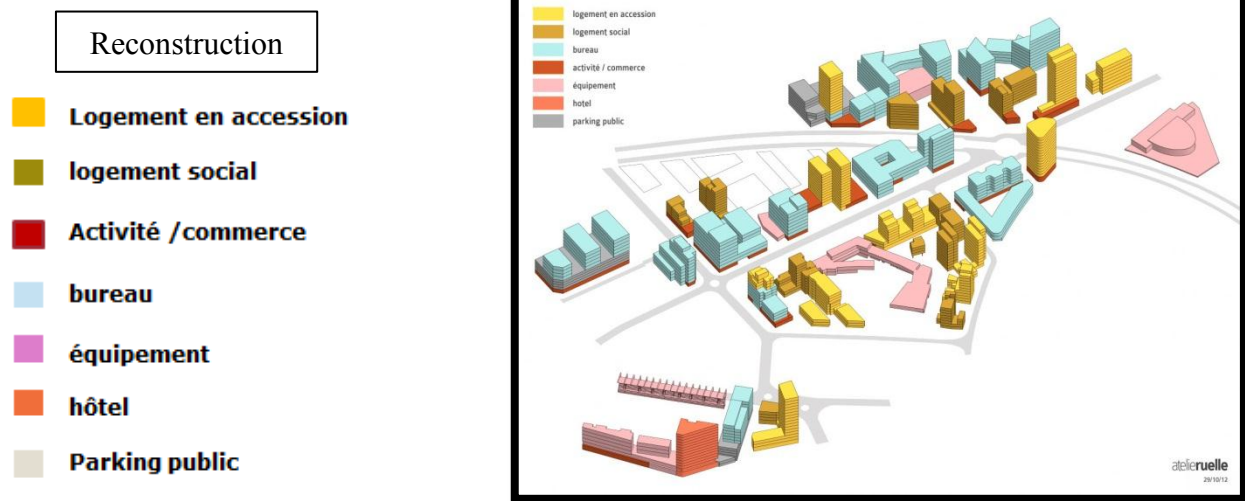 Reconstruction
Logement en accession
logement social
Activité /commerce
bureau
équipement
hôtel
Parking public
logement en accession
logement social
bureau
activité / commerce
équipement
hotel
parking public
atelieruelle
29/10/12